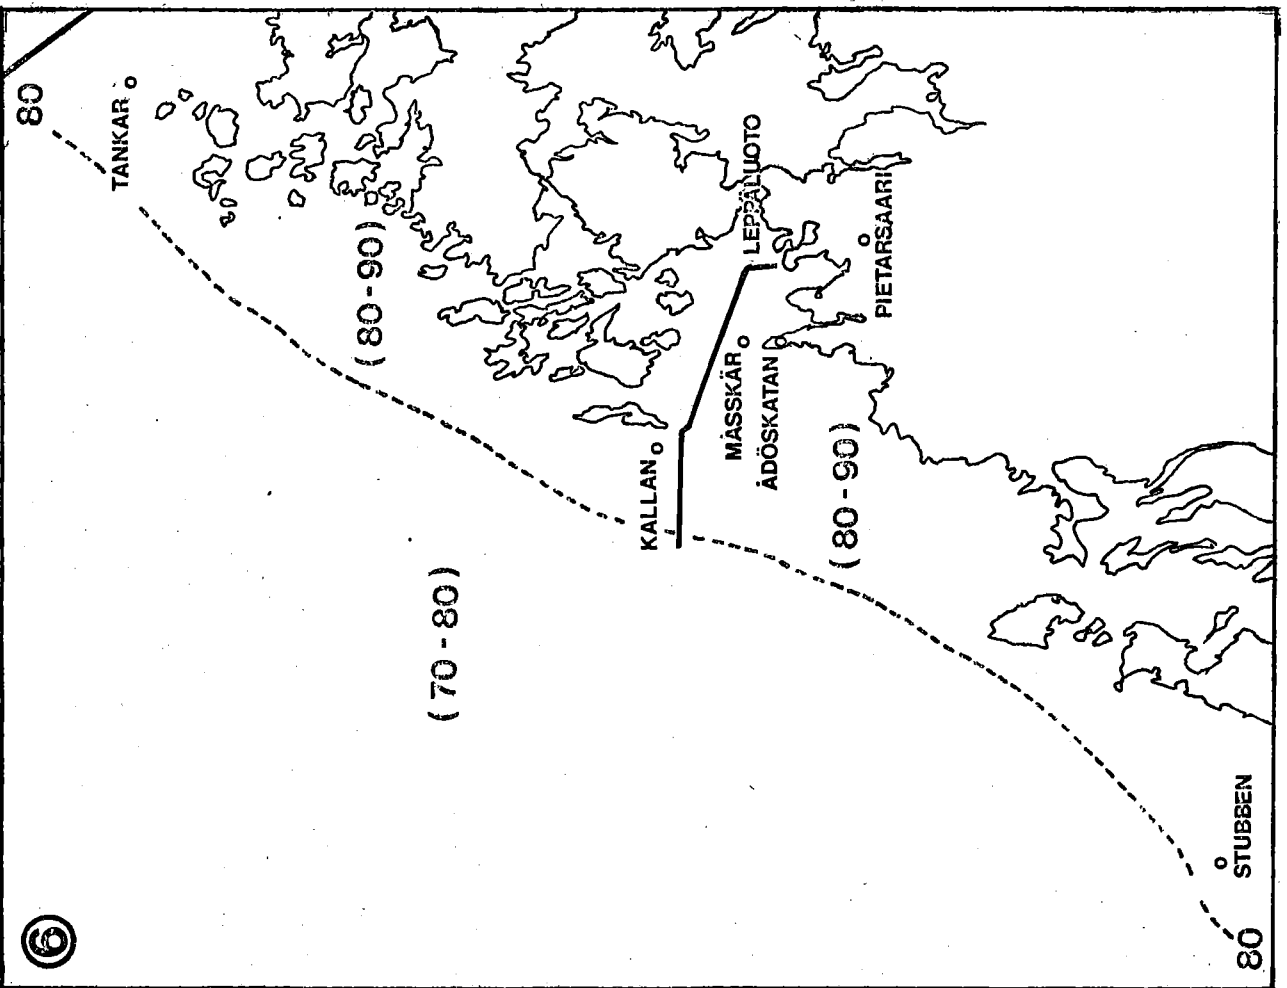 6
80
TANKAR
(80-90)
(70-80)
KALLAN
LEPPÄLUOTO
MÄSSKÄR
ÅDÖSKATAN
PIETARSAARI
(80-90)
STUBBEN
80